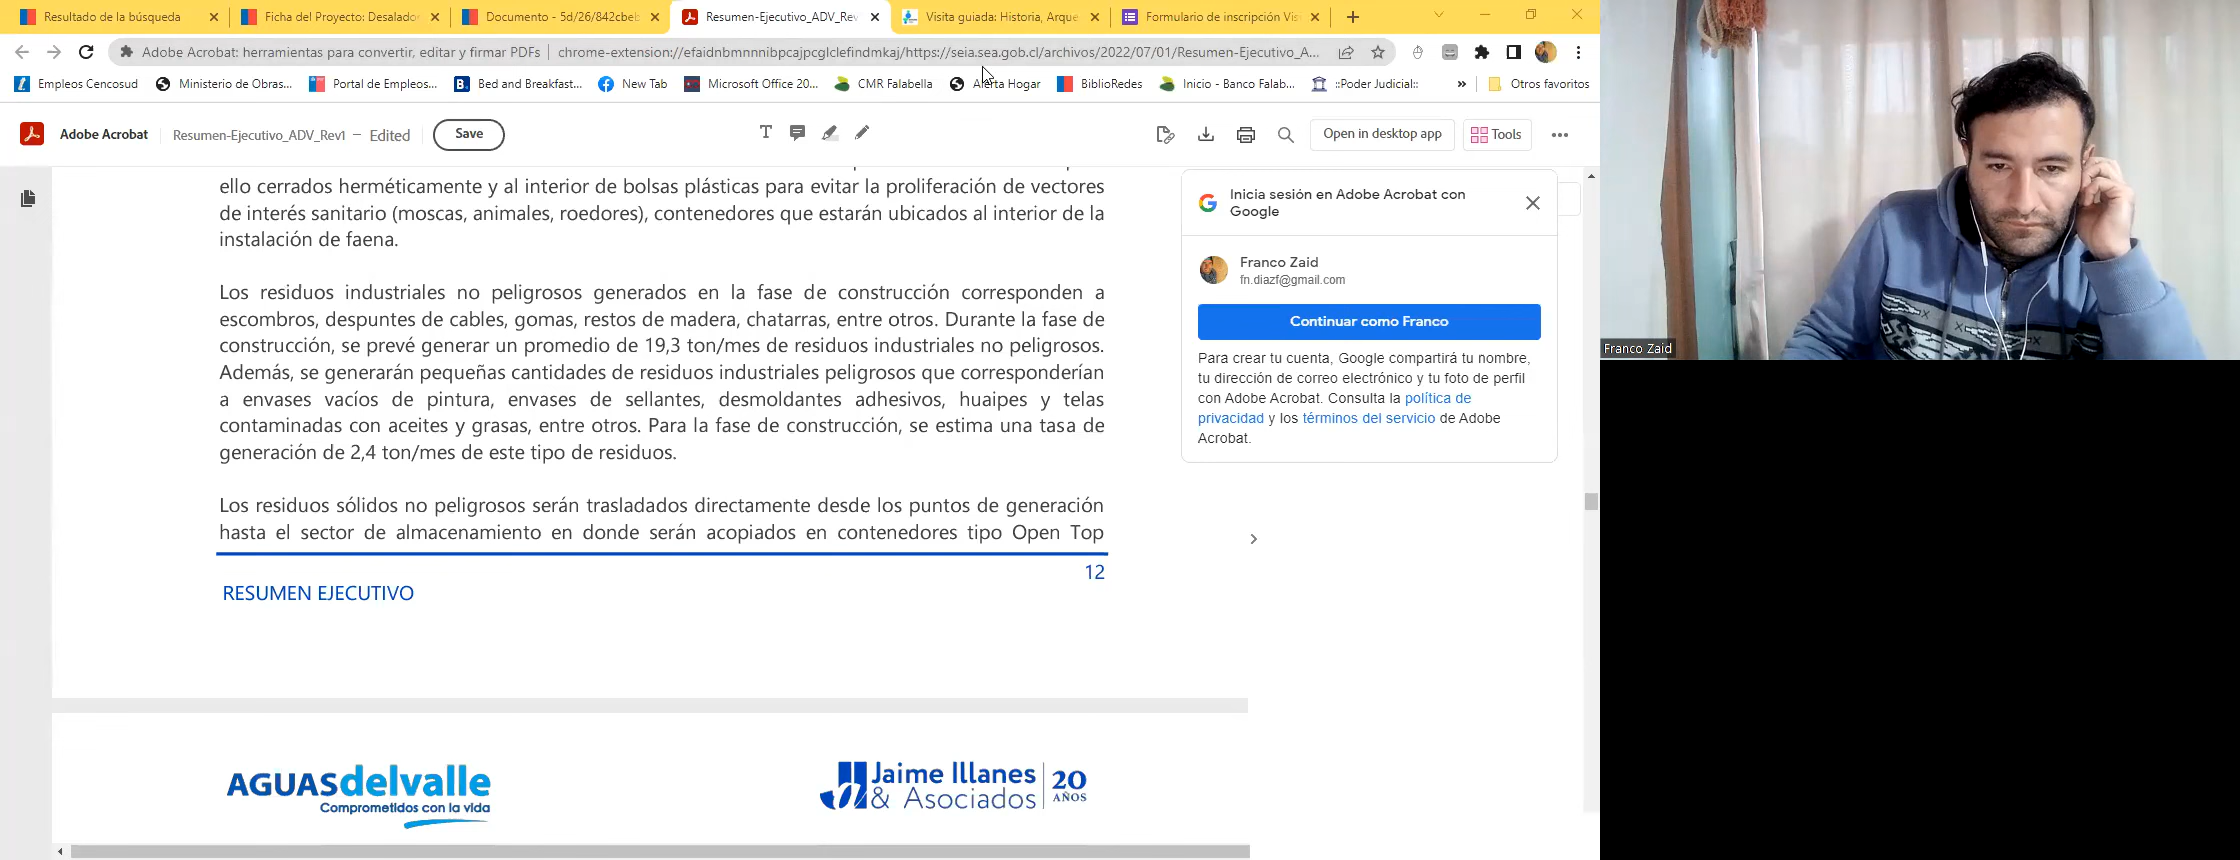 Resultado de la búsqueda
Ficha del Proyecto: Desalado
Documento - 5d/26/842cbeb
Resumen-Ejecutivo_ADV_Rev
Visita guiada: Historia, Arque
Formulario de inscripción Vis
Adobe Acrobat: herramientas para convertir, editar y firmar PDFs
chrome-extension://efaidnbmnnnibpcajpcglclefindmkaj/https://seia.sea.gob.cl/archivos/2022/07/01/Resumen-Ejecutivo_A...
Empleos Cencosud
Ministerio de Obras...
Portal de Empleos...
Bed and Breakfast...
New Tab
Microsoft Office 20...
CMR Falabella
Alerta Hogar
BiblioRedes
Inicio - Banco Falab...
::Poder Judicial::
»
Otros favoritos
Adobe Acrobat
Resumen-Ejecutivo_ADV_Rev1 – Edited
Save
Open in desktop app
Tools
ello cerrados herméticamente y al interior de bolsas plásticas para evitar la proliferación de vectores
de interés sanitario (moscas, animales, roedores), contenedores que estarán ubicados al interior de la
instalación de faena.
Los residuos industriales no peligrosos generados en la fase de construcción corresponden a
escombros, despuntes de cables, gomas, restos de madera, chatarras, entre otros. Durante la fase de
construcción, se prevé generar un promedio de 19,3 ton/mes de residuos industriales no peligrosos.
Además, se generarán pequeñas cantidades de residuos industriales peligrosos que corresponderían
a envases vacíos de pintura, envases de sellantes, desmoldantes adhesivos, huaipes y telas
contaminadas con aceites y grasas, entre otros. Para la fase de construcción, se estima una tasa de
generación de 2,4 ton/mes de este tipo de residuos.
Los residuos sólidos no peligrosos serán trasladados directamente desde los puntos de generación
hasta el sector de almacenamiento en donde serán acopiados en contenedores tipo Open Top
12
RESUMEN EJECUTIVO
AGUASdelvalle
Comprometidos con la vida
Jaime Illanes
& Asociados
20
AÑOS
Inicia sesión en Adobe Acrobat con
Google
Franco Zaid
fn.diazf@gmail.com
Continuar como Franco
Para crear tu cuenta, Google compartirá tu nombre,
tu dirección de correo electrónico y tu foto de perfil
con Adobe Acrobat. Consulta la política de
privacidad y los términos del servicio de Adobe
Acrobat.
Franco Zaid